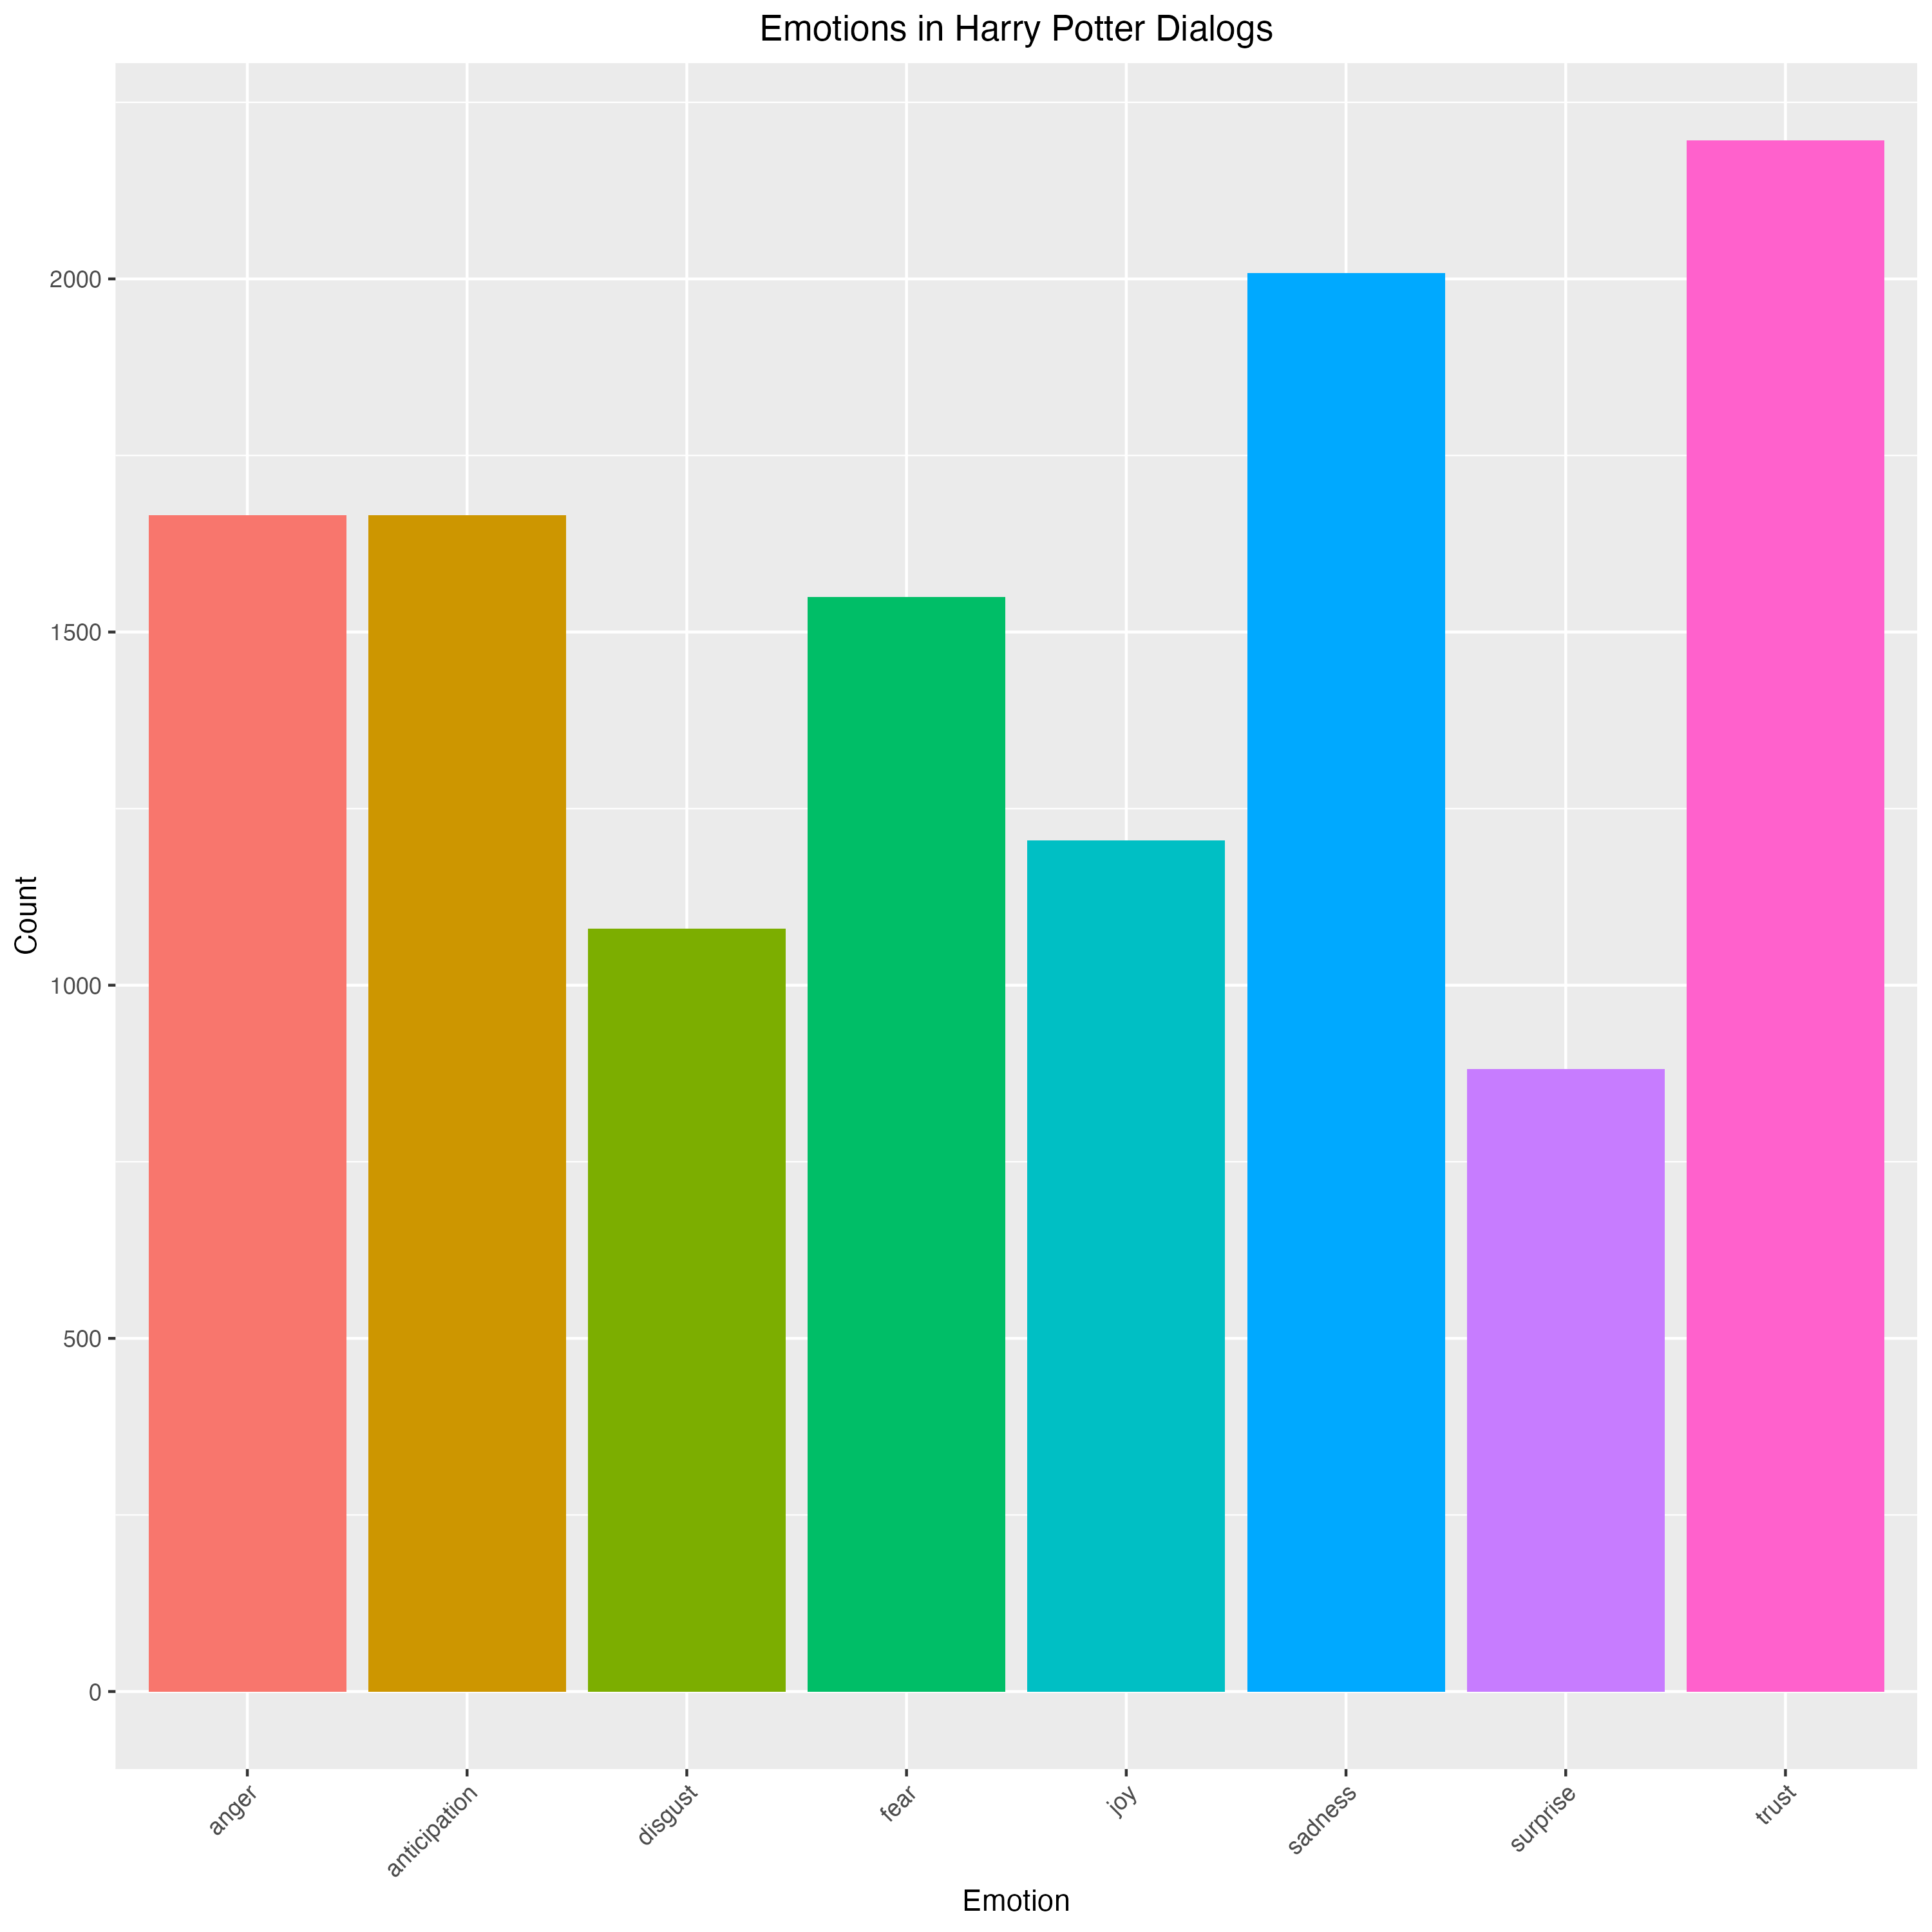 Emotions in Harry Potter Dialogs
2000
1500
1000
500
0
Count
anger
anticipation
disgust
fear
joy
sadness
surprise
trust
Emotion